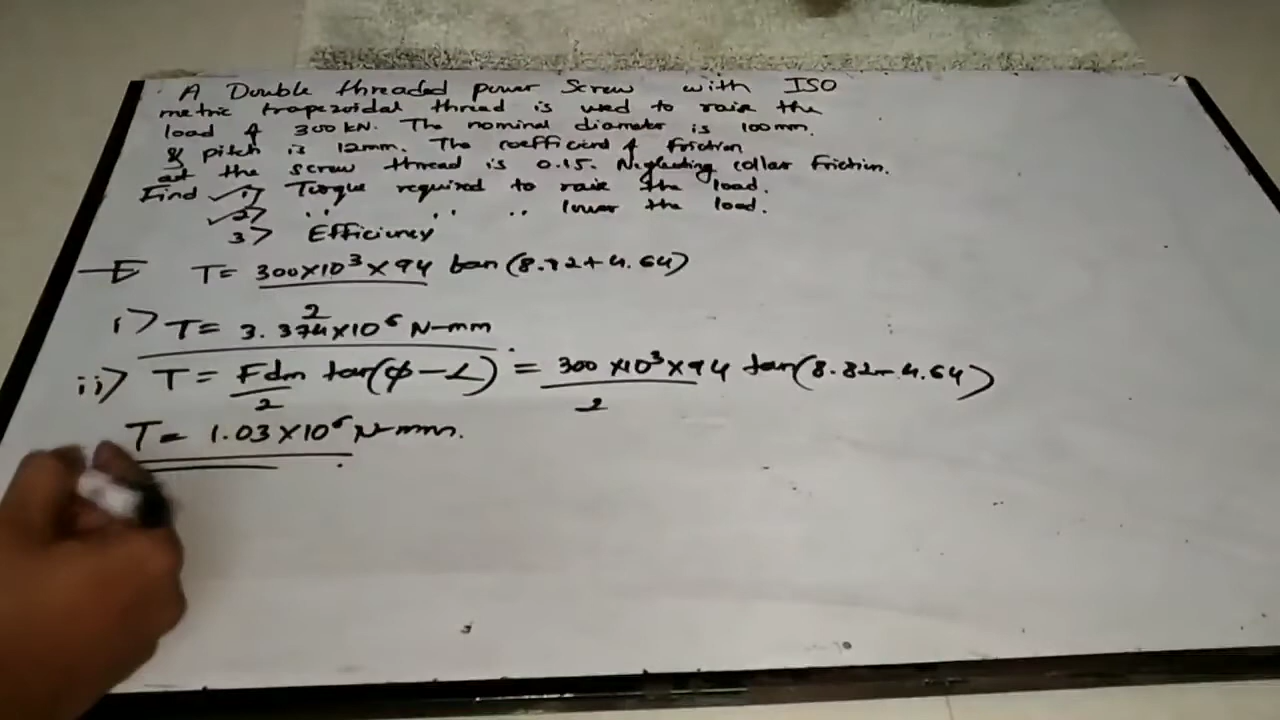 A Double threaded power Screw with ISO
metric trapezoidal thread is used to raise the
load of 300 kN. The nominal diameter is 100mm.
& pitch is 12mm. The coefficient of friction
at the screw thread is 0.15. Neglecting collar Friction.
Find 1> Torque required to raise the load.
2> '' '' '' lower the load.
3> Efficiency
T = 300×10³×94 tan(8.82+4.64)
2
i> T = 3.374×10⁶ N-mm
ii> T = Fdm tan(φ-∠) = 300×10³×94 tan(8.82-4.64)
2 2
T = 1.03×10⁶ N-mm.